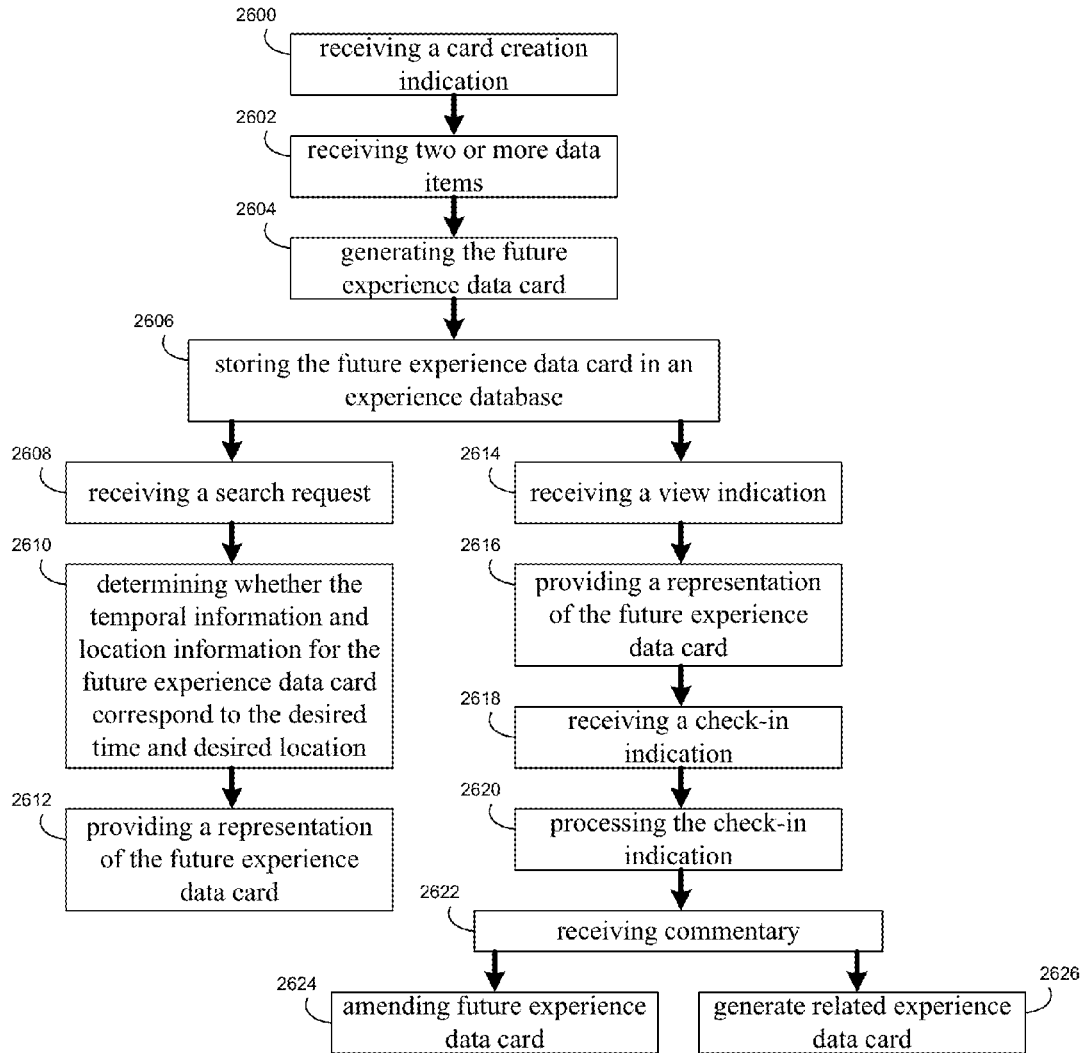 2600
receiving a card creation
indication
2602
receiving two or more data
items
2604
generating the future
experience data card
2606
storing the future experience data card in an
experience database
2608
receiving a search request
2610
determining whether the
temporal information and
location information for the
future experience data card
correspond to the desired
time and desired location
2612
providing a representation
of the future experience
data card
2614
receiving a view indication
2616
providing a representation
of the future experience
data card
2618
receiving a check-in
indication
2620
processing the check-in
indication
2622
receiving commentary
2624
amending future experience
data card
2626
generate related experience
data card